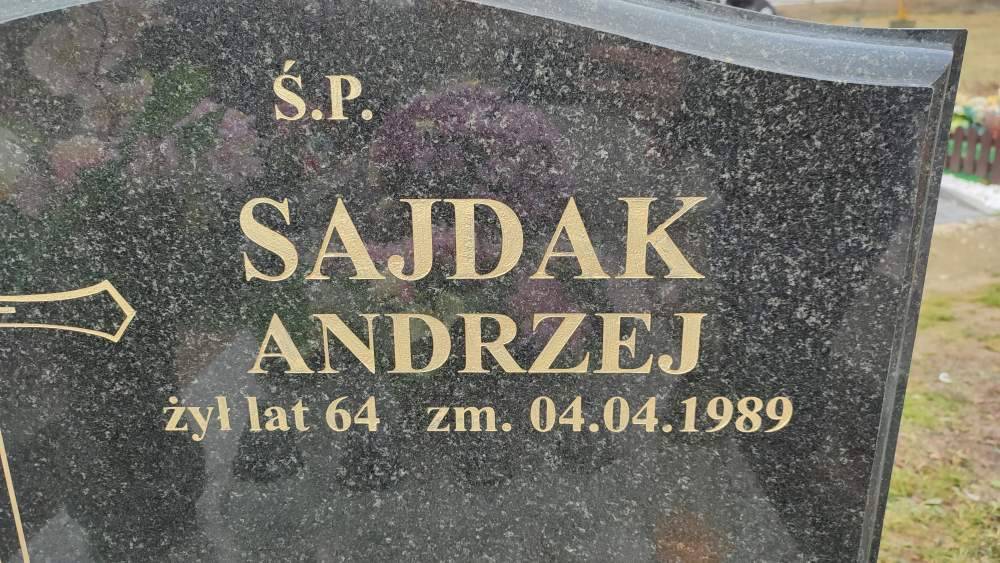 Ś.P.
SAJDAK
ANDRZEJ
żył lat 64 zm. 04.04.1989